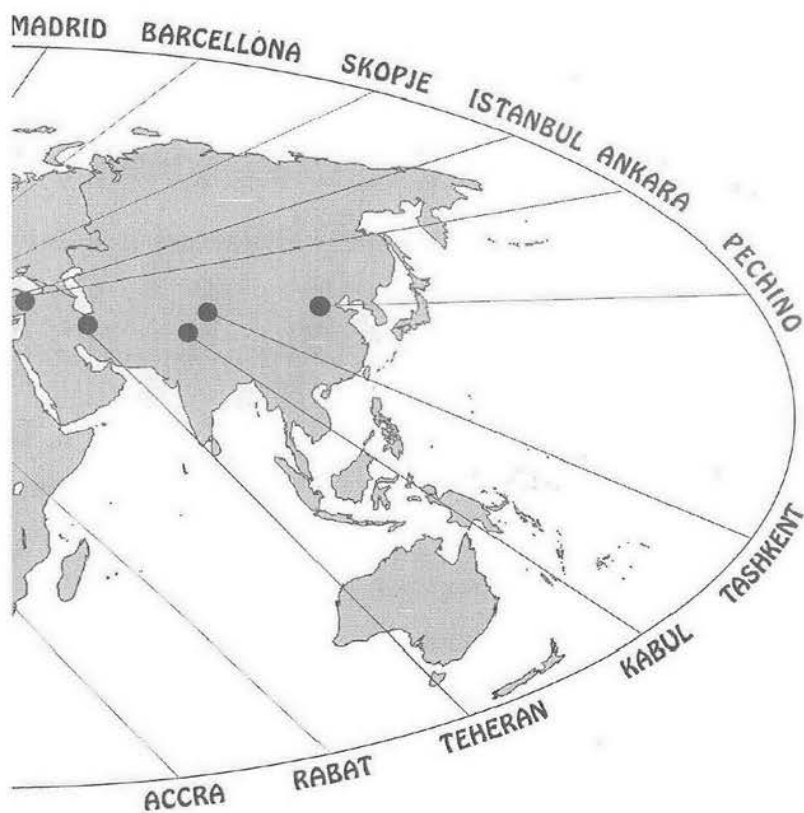 MADRID
BARCELLONA
SKOPJE
ISTANBUL
ANKARA
PECHINO
TASHKENT
KABUL
TEHERAN
RABAT
ACCRA